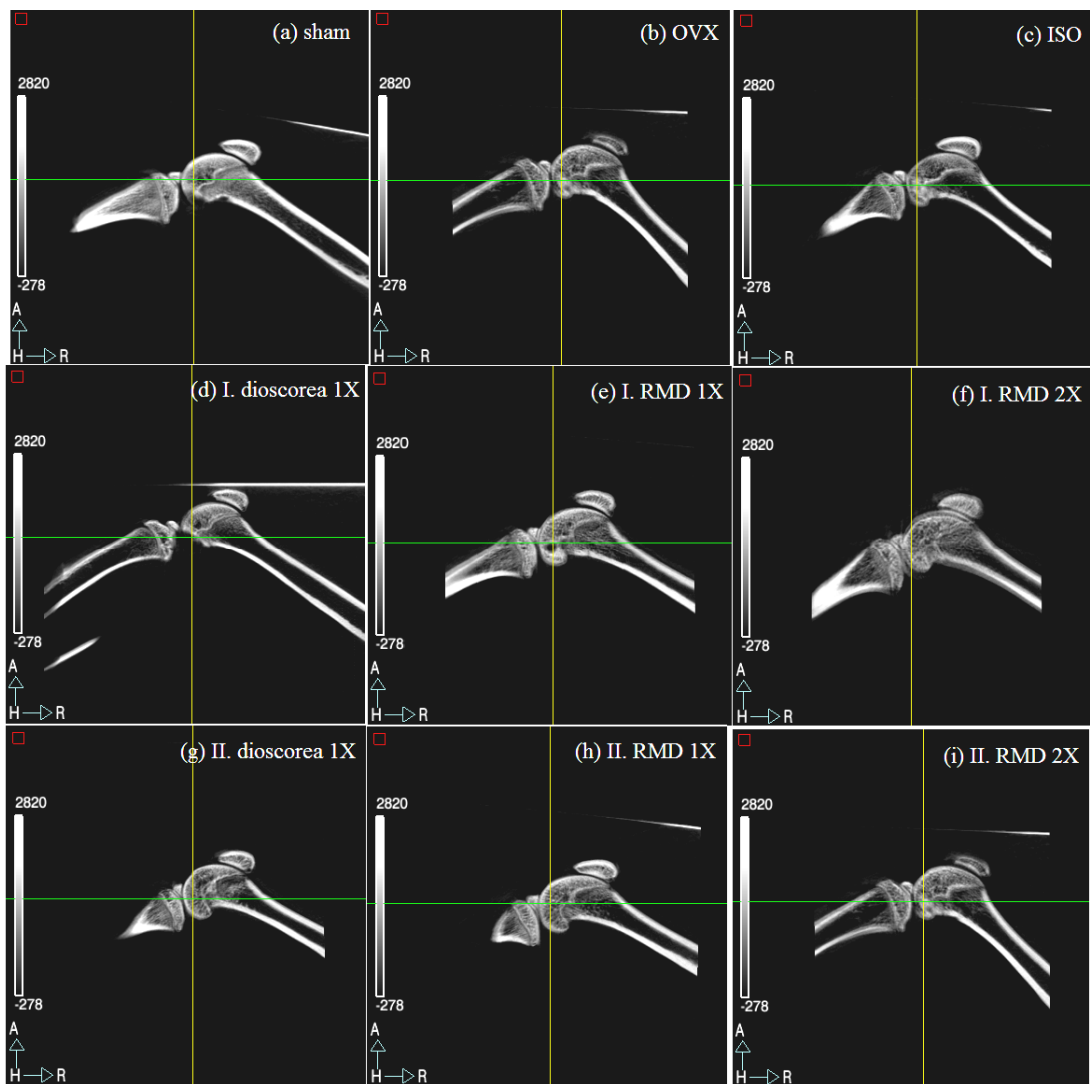 (a) sham
2820
-278
A
H R
(b) OVX
2820
-278
A
H R
(c) ISO
2820
-278
A
H R
(d) I. dioscorea 1X
2820
-278
A
H R
(e) I. RMD 1X
2820
-278
A
H R
(f) I. RMD 2X
2820
-278
A
H R
(g) II. dioscorea 1X
2820
-278
A
H R
(h) II. RMD 1X
2820
-278
A
H R
(i) II. RMD 2X
2820
-278
A
H R